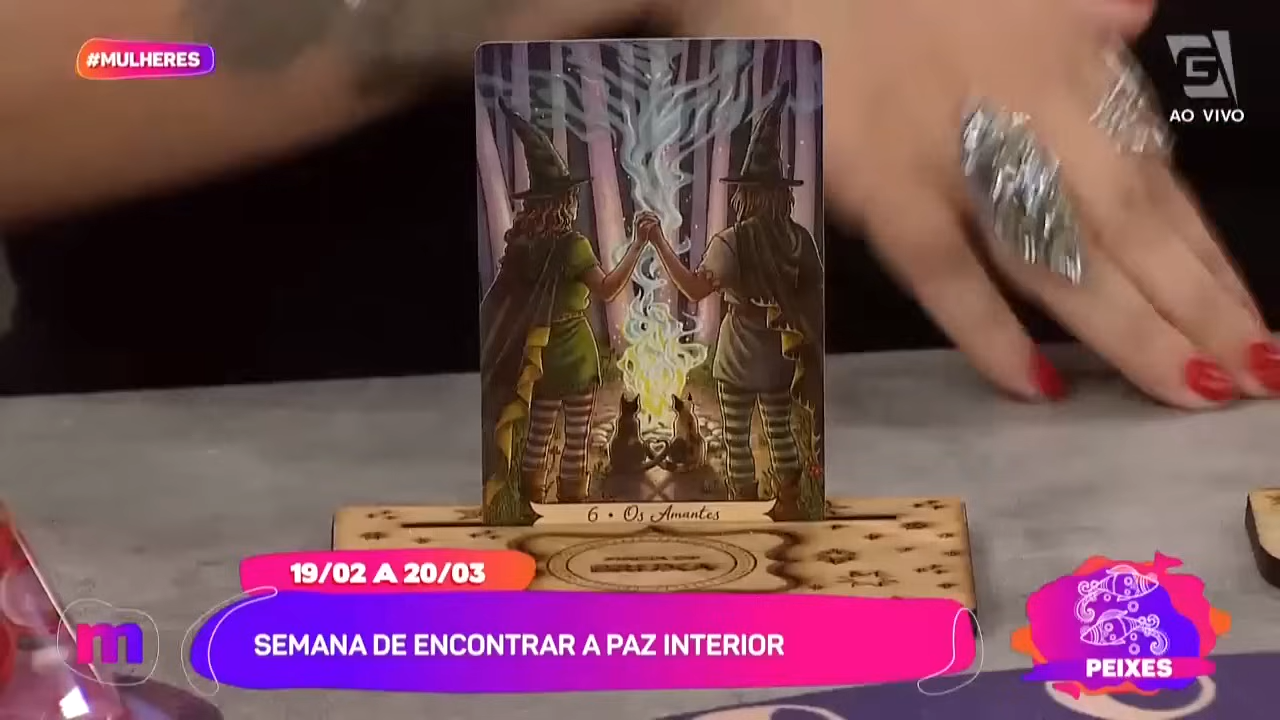 #MULHERES
AO VIVO
6 • Os Amantes
19/02 A 20/03
m
SEMANA DE ENCONTRAR A PAZ INTERIOR
PEIXES